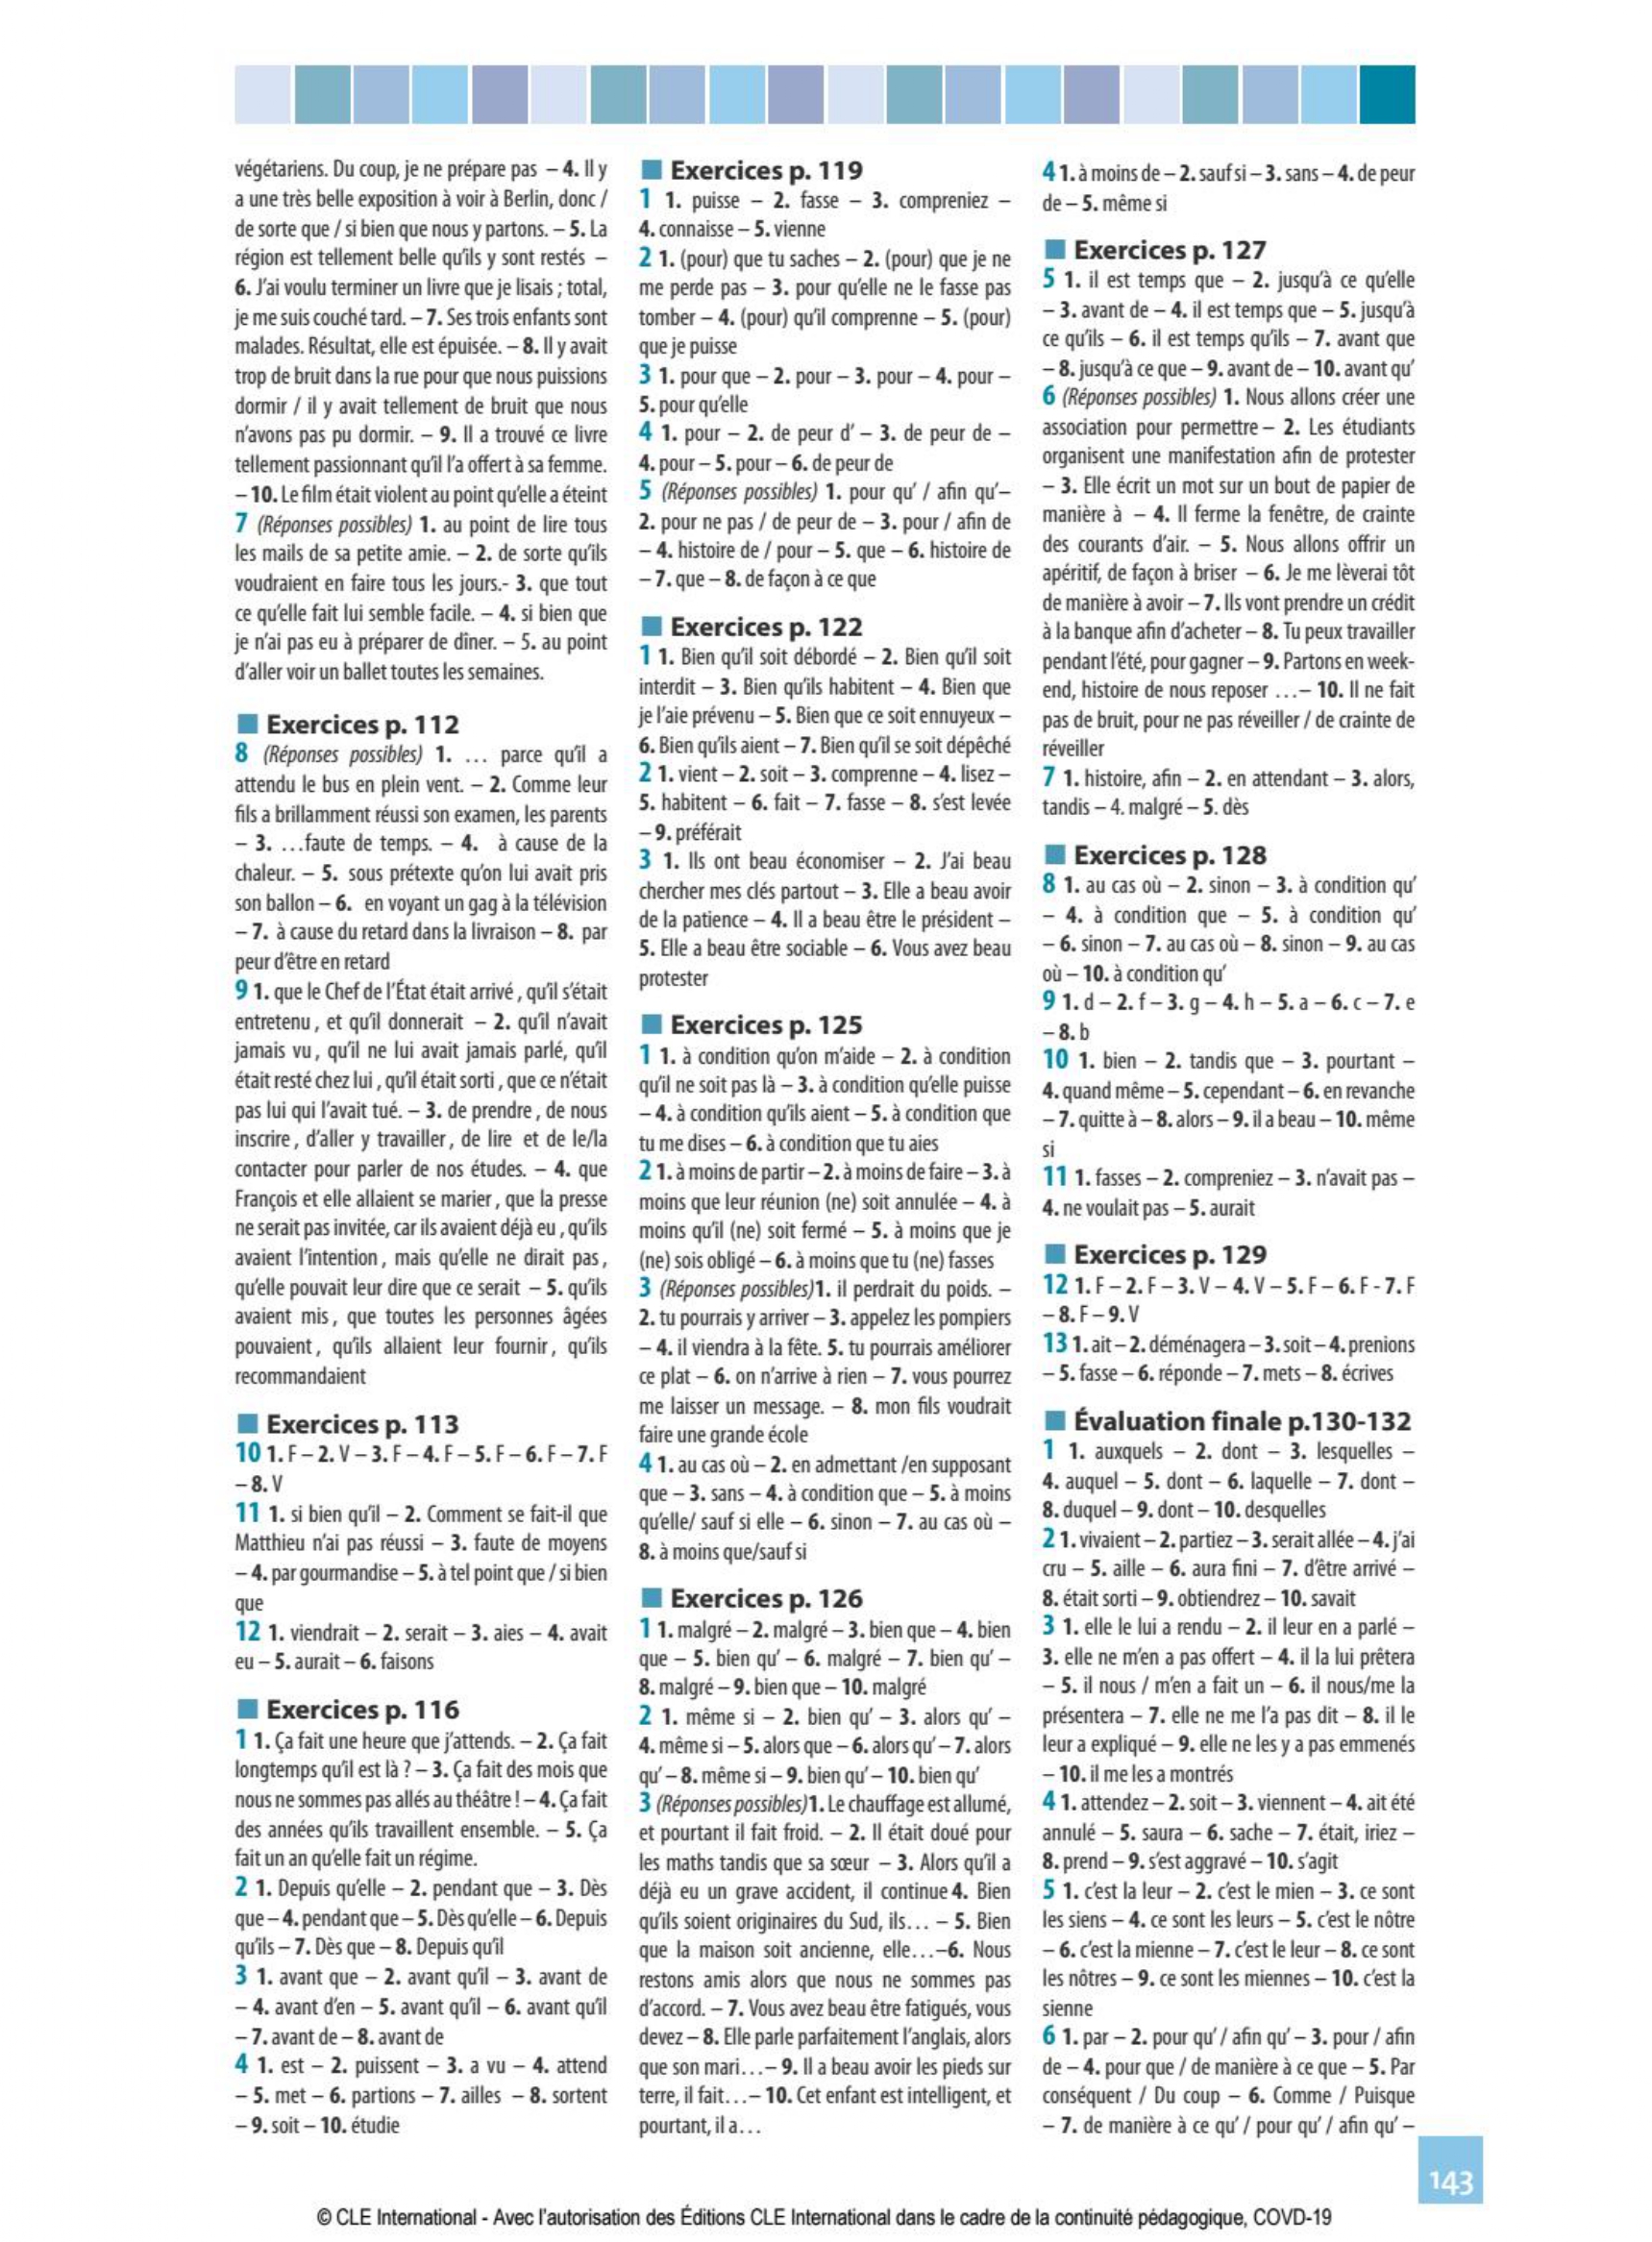 végétariens. Du coup, je ne prépare pas – 4. Il y
a une très belle exposition à voir à Berlin, donc /
de sorte que / si bien que nous y partons. – 5. La
région est tellement belle qu'ils y sont restés –
6. J'ai voulu terminer un livre que je lisais ; total,
je me suis couché tard. – 7. Ses trois enfants sont
malades. Résultat, elle est épuisée. – 8. Il y avait
trop de bruit dans la rue pour que nous puissions
dormir / il y avait tellement de bruit que nous
n'avons pas pu dormir. – 9. Il a trouvé ce livre
tellement passionnant qu'il l'a offert à sa femme.
– 10. Le film était violent au point qu'elle a éteint
7 (Réponses possibles) 1. au point de lire tous
les mails de sa petite amie. – 2. de sorte qu'ils
voudraient en faire tous les jours.- 3. que tout
ce qu'elle fait lui semble facile. – 4. si bien que
je n'ai pas eu à préparer de dîner. – 5. au point
d'aller voir un ballet toutes les semaines.
Exercices p. 112
8 (Réponses possibles) 1. … parce qu'il a
attendu le bus en plein vent. – 2. Comme leur
fils a brillamment réussi son examen, les parents
– 3. …faute de temps. – 4. à cause de la
chaleur. – 5. sous prétexte qu'on lui avait pris
son ballon – 6. en voyant un gag à la télévision
– 7. à cause du retard dans la livraison – 8. par
peur d'être en retard
9 1. que le Chef de l'État était arrivé , qu'il s'était
entretenu , et qu'il donnerait – 2. qu'il n'avait
jamais vu , qu'il ne lui avait jamais parlé, qu'il
était resté chez lui , qu'il était sorti , que ce n'était
pas lui qui l'avait tué. – 3. de prendre , de nous
inscrire , d'aller y travailler , de lire et de le/la
contacter pour parler de nos études. – 4. que
François et elle allaient se marier , que la presse
ne serait pas invitée, car ils avaient déjà eu , qu'ils
avaient l'intention , mais qu'elle ne dirait pas ,
qu'elle pouvait leur dire que ce serait – 5. qu'ils
avaient mis , que toutes les personnes âgées
pouvaient , qu'ils allaient leur fournir , qu'ils
recommandaient
Exercices p. 113
10 1. F – 2. V – 3. F – 4. F – 5. F – 6. F – 7. F
– 8. V
11 1. si bien qu'il – 2. Comment se fait-il que
Matthieu n'ai pas réussi – 3. faute de moyens
– 4. par gourmandise – 5. à tel point que / si bien
que
12 1. viendrait – 2. serait – 3. aies – 4. avait
eu – 5. aurait – 6. faisons
Exercices p. 116
1 1. Ça fait une heure que j'attends. – 2. Ça fait
longtemps qu'il est là ? – 3. Ça fait des mois que
nous ne sommes pas allés au théâtre ! – 4. Ça fait
des années qu'ils travaillent ensemble. – 5. Ça
fait un an qu'elle fait un régime.
2 1. Depuis qu'elle – 2. pendant que – 3. Dès
que – 4. pendant que – 5. Dès qu'elle – 6. Depuis
qu'ils – 7. Dès que – 8. Depuis qu'il
3 1. avant que – 2. avant qu'il – 3. avant de
– 4. avant d'en – 5. avant qu'il – 6. avant qu'il
– 7. avant de – 8. avant de
4 1. est – 2. puissent – 3. a vu – 4. attend
– 5. met – 6. partions – 7. ailles – 8. sortent
– 9. soit – 10. étudie
Exercices p. 119
1 1. puisse – 2. fasse – 3. compreniez –
4. connaisse – 5. vienne
2 1. (pour) que tu saches – 2. (pour) que je ne
me perde pas – 3. pour qu'elle ne le fasse pas
tomber – 4. (pour) qu'il comprenne – 5. (pour)
que je puisse
3 1. pour que – 2. pour – 3. pour – 4. pour –
5. pour qu'elle
4 1. pour – 2. de peur d' – 3. de peur de –
4. pour – 5. pour – 6. de peur de
5 (Réponses possibles) 1. pour qu' / afin qu'–
2. pour ne pas / de peur de – 3. pour / afin de
– 4. histoire de / pour – 5. que – 6. histoire de
– 7. que – 8. de façon à ce que
Exercices p. 122
1 1. Bien qu'il soit débordé – 2. Bien qu'il soit
interdit – 3. Bien qu'ils habitent – 4. Bien que
je l'aie prévenu – 5. Bien que ce soit ennuyeux –
6. Bien qu'ils aient – 7. Bien qu'il se soit dépêché
2 1. vient – 2. soit – 3. comprenne – 4. lisez –
5. habitent – 6. fait – 7. fasse – 8. s'est levée
– 9. préférait
3 1. Ils ont beau économiser – 2. J'ai beau
chercher mes clés partout – 3. Elle a beau avoir
de la patience – 4. Il a beau être le président –
5. Elle a beau être sociable – 6. Vous avez beau
protester
Exercices p. 125
1 1. à condition qu'on m'aide – 2. à condition
qu'il ne soit pas là – 3. à condition qu'elle puisse
– 4. à condition qu'ils aient – 5. à condition que
tu me dises – 6. à condition que tu aies
2 1. à moins de partir – 2. à moins de faire – 3. à
moins que leur réunion (ne) soit annulée – 4. à
moins qu'il (ne) soit fermé – 5. à moins que je
(ne) sois obligé – 6. à moins que tu (ne) fasses
3 (Réponses possibles)1. il perdrait du poids. –
2. tu pourrais y arriver – 3. appelez les pompiers
– 4. il viendra à la fête. 5. tu pourrais améliorer
ce plat – 6. on n'arrive à rien – 7. vous pourrez
me laisser un message. – 8. mon fils voudrait
faire une grande école
4 1. au cas où – 2. en admettant /en supposant
que – 3. sans – 4. à condition que – 5. à moins
qu'elle/ sauf si elle – 6. sinon – 7. au cas où –
8. à moins que/sauf si
Exercices p. 126
1 1. malgré – 2. malgré – 3. bien que – 4. bien
que – 5. bien qu' – 6. malgré – 7. bien qu' –
8. malgré – 9. bien que – 10. malgré
2 1. même si – 2. bien qu' – 3. alors qu' –
4. même si – 5. alors que – 6. alors qu' – 7. alors
qu' – 8. même si – 9. bien qu' – 10. bien qu'
3 (Réponses possibles)1. Le chauffage est allumé,
et pourtant il fait froid. – 2. Il était doué pour
les maths tandis que sa sœur – 3. Alors qu'il a
déjà eu un grave accident, il continue 4. Bien
qu'ils soient originaires du Sud, ils… – 5. Bien
que la maison soit ancienne, elle…–6. Nous
restons amis alors que nous ne sommes pas
d'accord. – 7. Vous avez beau être fatigués, vous
devez – 8. Elle parle parfaitement l'anglais, alors
que son mari…– 9. Il a beau avoir les pieds sur
terre, il fait…– 10. Cet enfant est intelligent, et
pourtant, il a…
4 1. à moins de – 2. sauf si – 3. sans – 4. de peur
de – 5. même si
Exercices p. 127
5 1. il est temps que – 2. jusqu'à ce qu'elle
– 3. avant de – 4. il est temps que – 5. jusqu'à
ce qu'ils – 6. il est temps qu'ils – 7. avant que
– 8. jusqu'à ce que – 9. avant de – 10. avant qu'
6 (Réponses possibles) 1. Nous allons créer une
association pour permettre – 2. Les étudiants
organisent une manifestation afin de protester
– 3. Elle écrit un mot sur un bout de papier de
manière à – 4. Il ferme la fenêtre, de crainte
des courants d'air. – 5. Nous allons offrir un
apéritif, de façon à briser – 6. Je me lèverai tôt
de manière à avoir – 7. Ils vont prendre un crédit
à la banque afin d'acheter – 8. Tu peux travailler
pendant l'été, pour gagner – 9. Partons en week-
end, histoire de nous reposer …– 10. Il ne fait
pas de bruit, pour ne pas réveiller / de crainte de
réveiller
7 1. histoire, afin – 2. en attendant – 3. alors,
tandis – 4. malgré – 5. dès
Exercices p. 128
8 1. au cas où – 2. sinon – 3. à condition qu'
– 4. à condition que – 5. à condition qu'
– 6. sinon – 7. au cas où – 8. sinon – 9. au cas
où – 10. à condition qu'
9 1. d – 2. f – 3. g – 4. h – 5. a – 6. c – 7. e
– 8. b
10 1. bien – 2. tandis que – 3. pourtant –
4. quand même – 5. cependant – 6. en revanche
– 7. quitte à – 8. alors – 9. il a beau – 10. même
si
11 1. fasses – 2. compreniez – 3. n'avait pas –
4. ne voulait pas – 5. aurait
Exercices p. 129
12 1. F – 2. F – 3. V – 4. V – 5. F – 6. F - 7. F
– 8. F – 9. V
13 1. ait – 2. déménagera – 3. soit – 4. prenions
– 5. fasse – 6. réponde – 7. mets – 8. écrives
Évaluation finale p.130-132
1 1. auxquels – 2. dont – 3. lesquelles –
4. auquel – 5. dont – 6. laquelle – 7. dont –
8. duquel – 9. dont – 10. desquelles
2 1. vivaient – 2. partiez – 3. serait allée – 4. j'ai
cru – 5. aille – 6. aura fini – 7. d'être arrivé –
8. était sorti – 9. obtiendrez – 10. savait
3 1. elle le lui a rendu – 2. il leur en a parlé –
3. elle ne m'en a pas offert – 4. il la lui prêtera
– 5. il nous / m'en a fait un – 6. il nous/me la
présentera – 7. elle ne me l'a pas dit – 8. il le
leur a expliqué – 9. elle ne les y a pas emmenés
– 10. il me les a montrés
4 1. attendez – 2. soit – 3. viennent – 4. ait été
annulé – 5. saura – 6. sache – 7. était, iriez –
8. prend – 9. s'est aggravé – 10. s'agit
5 1. c'est la leur – 2. c'est le mien – 3. ce sont
les siens – 4. ce sont les leurs – 5. c'est le nôtre
– 6. c'est la mienne – 7. c'est le leur – 8. ce sont
les nôtres – 9. ce sont les miennes – 10. c'est la
sienne
6 1. par – 2. pour qu' / afin qu' – 3. pour / afin
de – 4. pour que / de manière à ce que – 5. Par
conséquent / Du coup – 6. Comme / Puisque
– 7. de manière à ce qu' / pour qu' / afin qu' –
143
© CLE International - Avec l'autorisation des Éditions CLE International dans le cadre de la continuité pédagogique, COVD-19